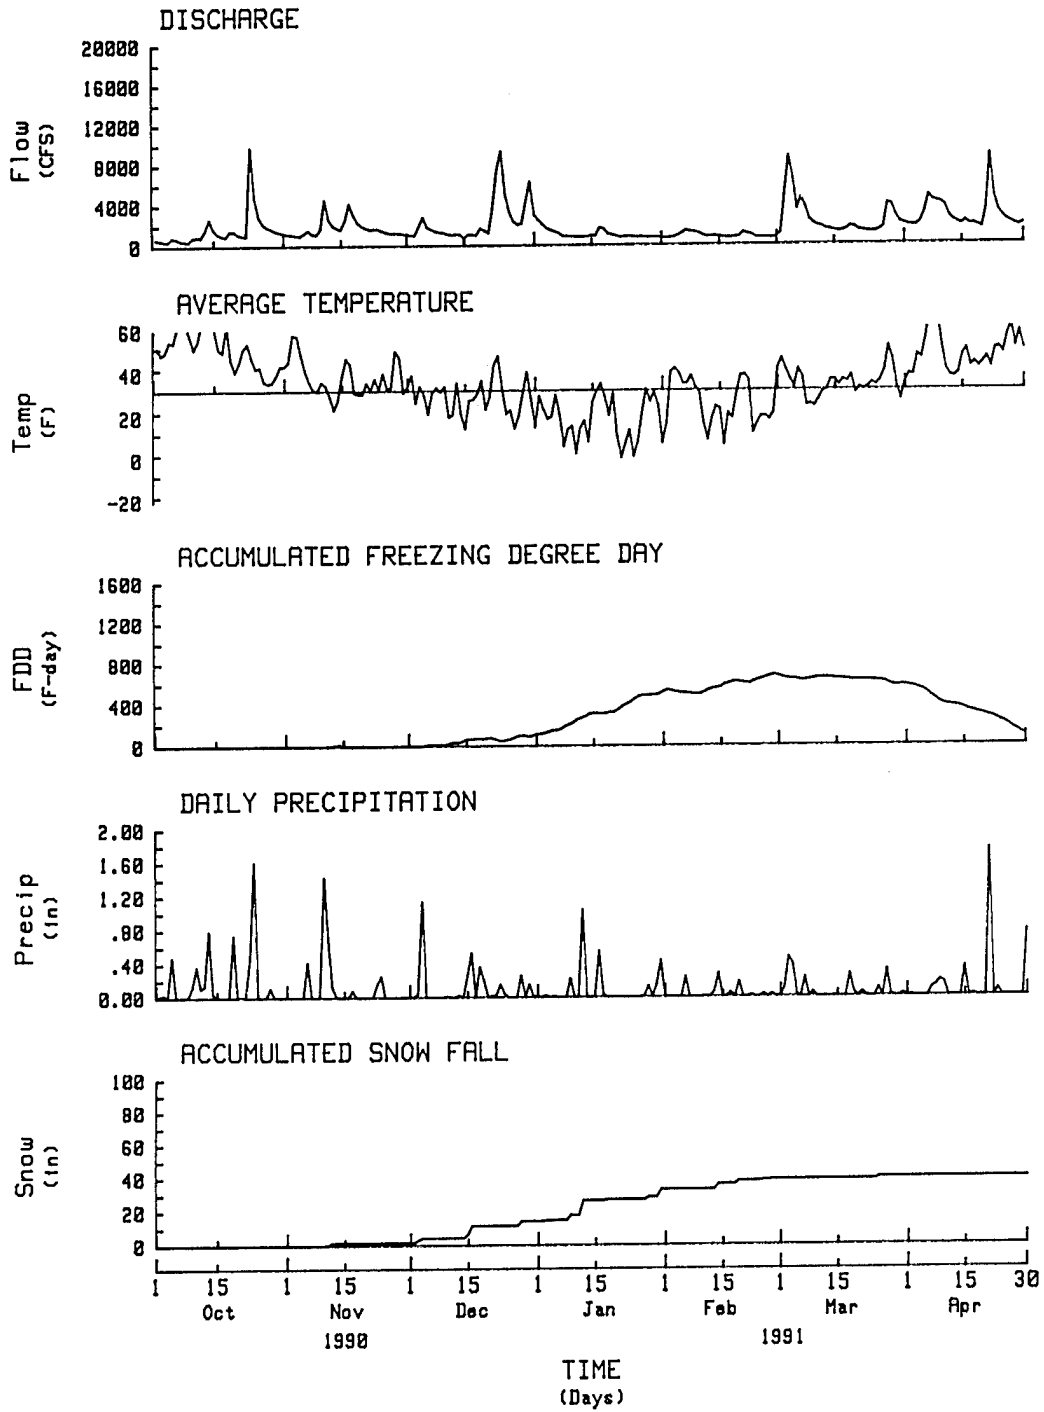 DISCHARGE
20000
16000
12000
8000
4000
0
Flow
(CFS)
AVERAGE TEMPERATURE
60
40
20
0
-20
Temp
(F)
ACCUMULATED FREEZING DEGREE DAY
1600
1200
800
400
0
FDD
(F-day)
DAILY PRECIPITATION
2.00
1.60
1.20
.80
.40
0.00
Precip
(in)
ACCUMULATED SNOW FALL
100
80
60
40
20
0
Snow
(in)
1 15 1 15 1 15 1 15 1 15 1 15 1 15 30
Oct Nov Dec Jan Feb Mar Apr
1990 1991
TIME
(Days)